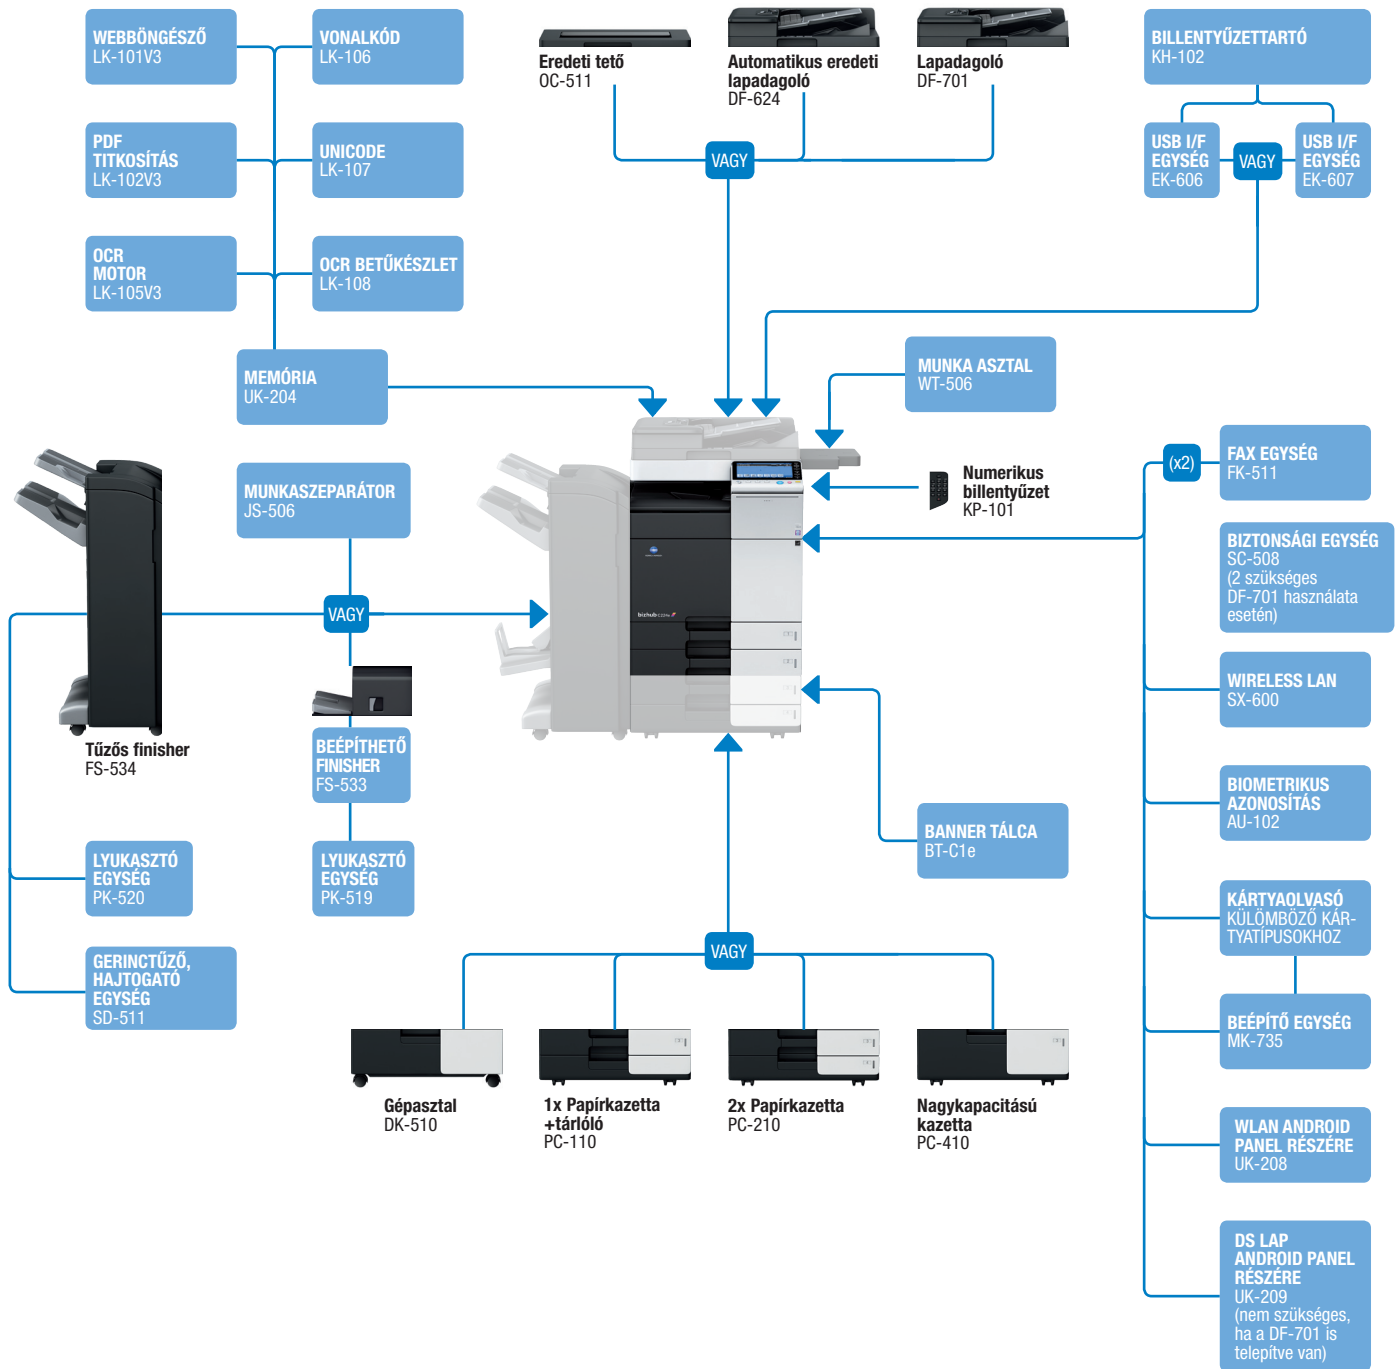 WEBBÖNGÉSZŐ
LK-101V3
VONALKÓD
LK-106
PDF
TITKOSÍTÁS
LK-102V3
UNICODE
LK-107
OCR
MOTOR
LK-105V3
OCR BETŰKÉSZLET
LK-108
MEMÓRIA
UK-204
Eredeti tető
OC-511
Automatikus eredeti
lapadagoló
DF-624
Lapadagoló
DF-701
VAGY
BILLENTYŰZETTARTÓ
KH-102
USB I/F
EGYSÉG
EK-606
VAGY
USB I/F
EGYSÉG
EK-607
MUNKA ASZTAL
WT-506
Numerikus
billentyűzet
KP-101
(x2)
FAX EGYSÉG
FK-511
BIZTONSÁGI EGYSÉG
SC-508
(2 szükséges
DF-701 használata
esetén)
WIRELESS LAN
SX-600
BIOMETRIKUS
AZONOSÍTÁS
AU-102
KÁRTYAOLVASÓ
KÜLÖMBÖZŐ KÁR-
TYATÍPUSOKHOZ
BEÉPÍTŐ EGYSÉG
MK-735
WLAN ANDROID
PANEL RÉSZÉRE
UK-208
DS LAP
ANDROID PANEL
RÉSZÉRE
UK-209
(nem szükséges,
ha a DF-701 is
telepítve van)
MUNKASZEPARÁTOR
JS-506
VAGY
Tűzős finisher
FS-534
BEÉPÍTHETŐ
FINISHER
FS-533
LYUKASZTÓ
EGYSÉG
PK-520
LYUKASZTÓ
EGYSÉG
PK-519
GERINCTŰZŐ,
HAJTOGATÓ
EGYSÉG
SD-511
bizhub C224e
BANNER TÁLCA
BT-C1e
VAGY
Gépasztal
DK-510
1x Papírkazetta
+tárlóló
PC-110
2x Papírkazetta
PC-210
Nagykapacitású
kazetta
PC-410